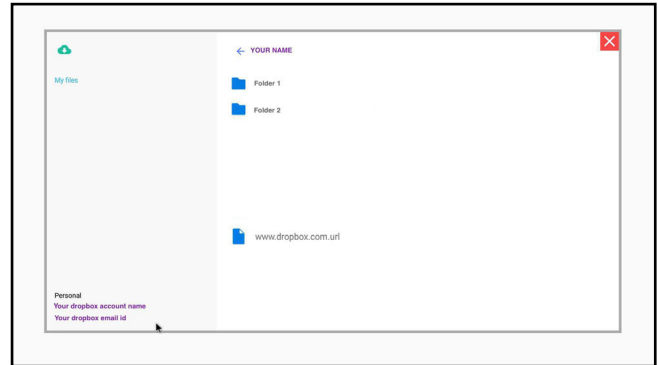 My files
Personal
Your dropbox account name
Your dropbox email id
YOUR NAME
Folder 1
Folder 2
www.dropbox.com.url